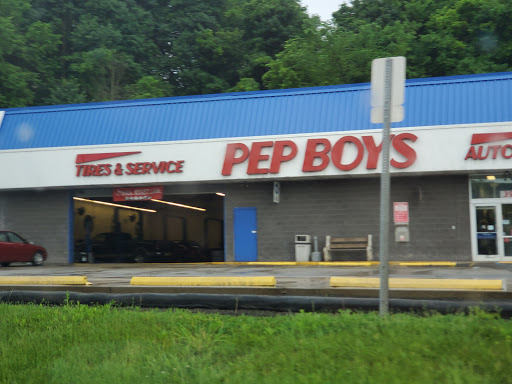 TIRES & SERVICE
PEP BOYS
AUTO